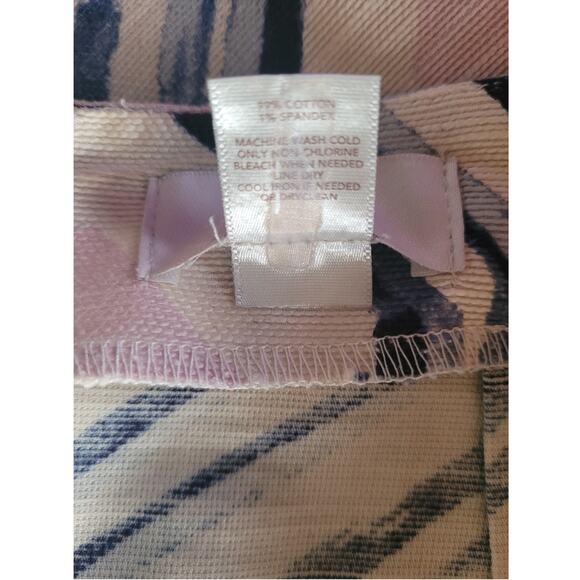 99% COTTON
1% SPANDEX
MACHINE WASH COLD
ONLY NON-CHLORINE
BLEACH WHEN NEEDED
LINE DRY
COOL IRON IF NEEDED
OR DRYCLEAN